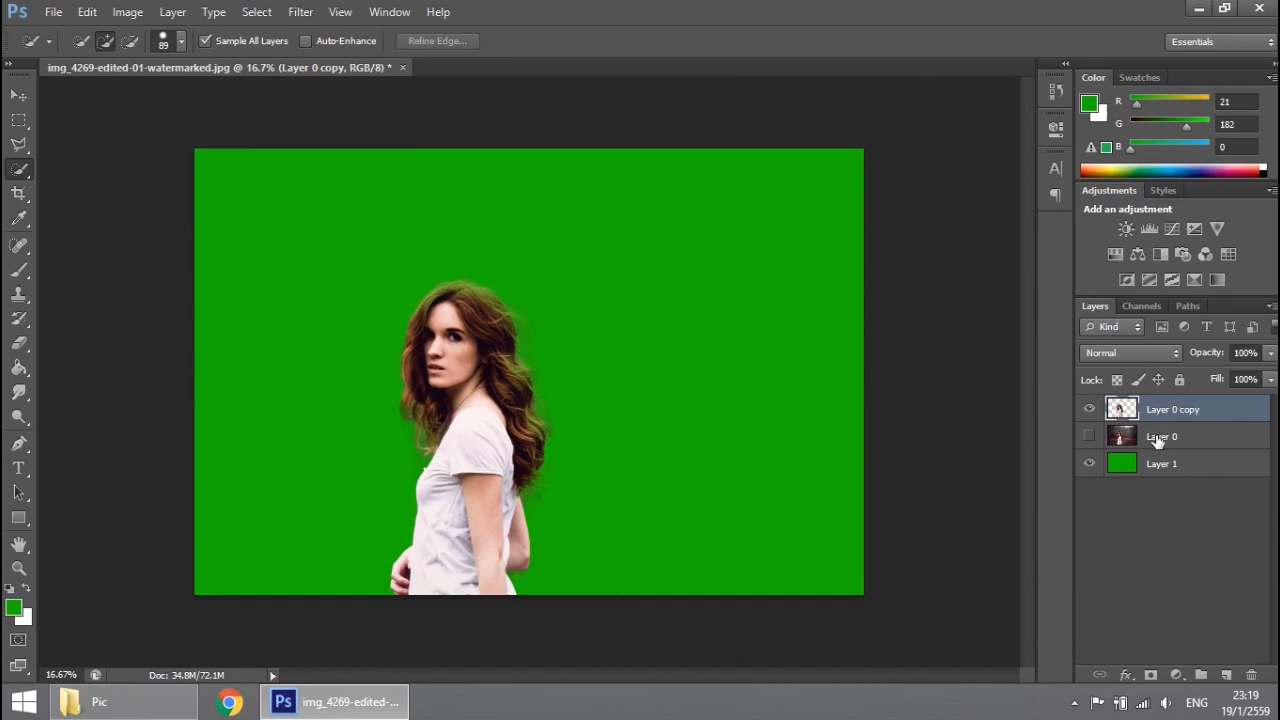 Ps File Edit Image Layer Type Select Filter View Window Help
89 Sample All Layers Auto-Enhance Refine Edge... Essentials
img_4269-edited-01-watermarked.jpg @ 16.7% (Layer 0 copy, RGB/8) *
Color Swatches
R 21
G 182
B 0
A
Adjustments Styles
Add an adjustment
Layers Channels Paths
Kind T
Normal Opacity: 100%
Lock: Fill: 100%
Layer 0 copy
Layer 0
Layer 1
T
fx
16.67% Doc: 34.8M/72.1M
Pic
Ps img_4269-edited-...
ENG
23:19
19/1/2559